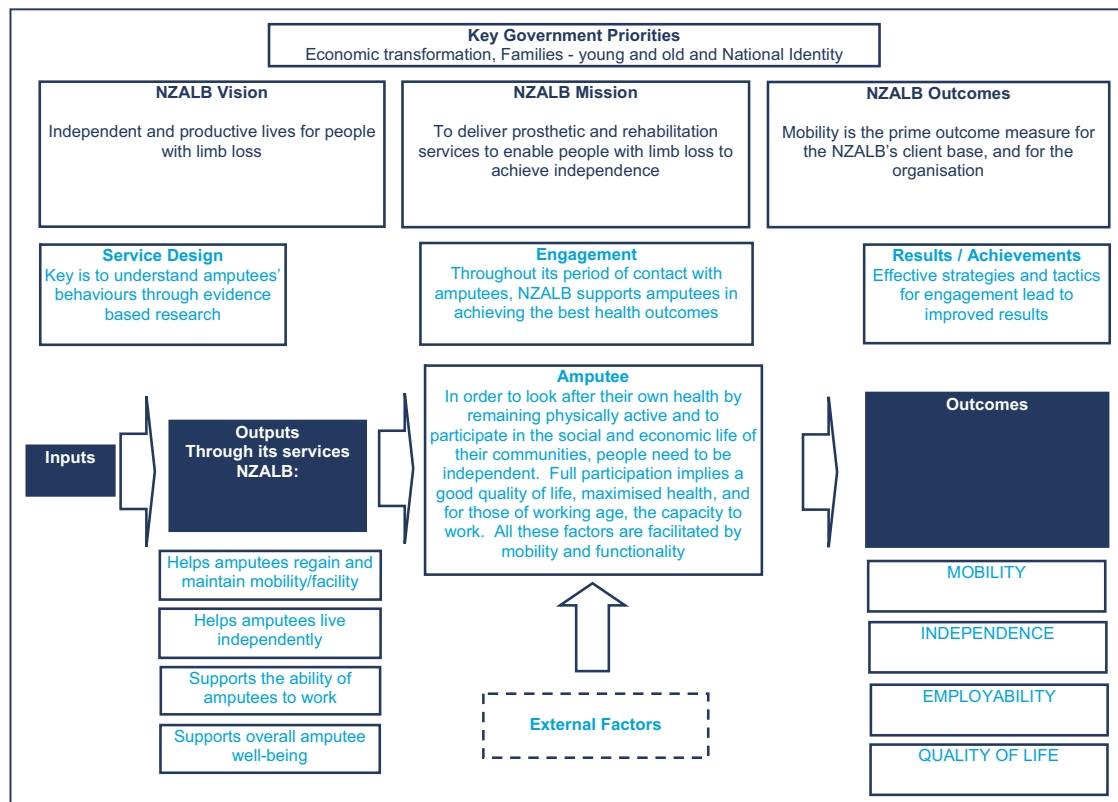 Key Government Priorities
Economic transformation, Families - young and old and National Identity
NZALB Vision
Independent and productive lives for people
with limb loss
NZALB Mission
To deliver prosthetic and rehabilitation
services to enable people with limb loss to
achieve independence
NZALB Outcomes
Mobility is the prime outcome measure for
the NZALB's client base, and for the
organisation
Service Design
Key is to understand amputees'
behaviours through evidence
based research
Engagement
Throughout its period of contact with
amputees, NZALB supports amputees in
achieving the best health outcomes
Results / Achievements
Effective strategies and tactics
for engagement lead to
improved results
Inputs
Outputs
Through its services
NZALB:
Helps amputees regain and
maintain mobility/facility
Helps amputees live
independently
Supports the ability of
amputees to work
Supports overall amputee
well-being
Amputee
In order to look after their own health by
remaining physically active and to
participate in the social and economic life of
their communities, people need to be
independent.  Full participation implies a
good quality of life, maximised health, and
for those of working age, the capacity to
work.  All these factors are facilitated by
mobility and functionality
External Factors
Outcomes
MOBILITY
INDEPENDENCE
EMPLOYABILITY
QUALITY OF LIFE